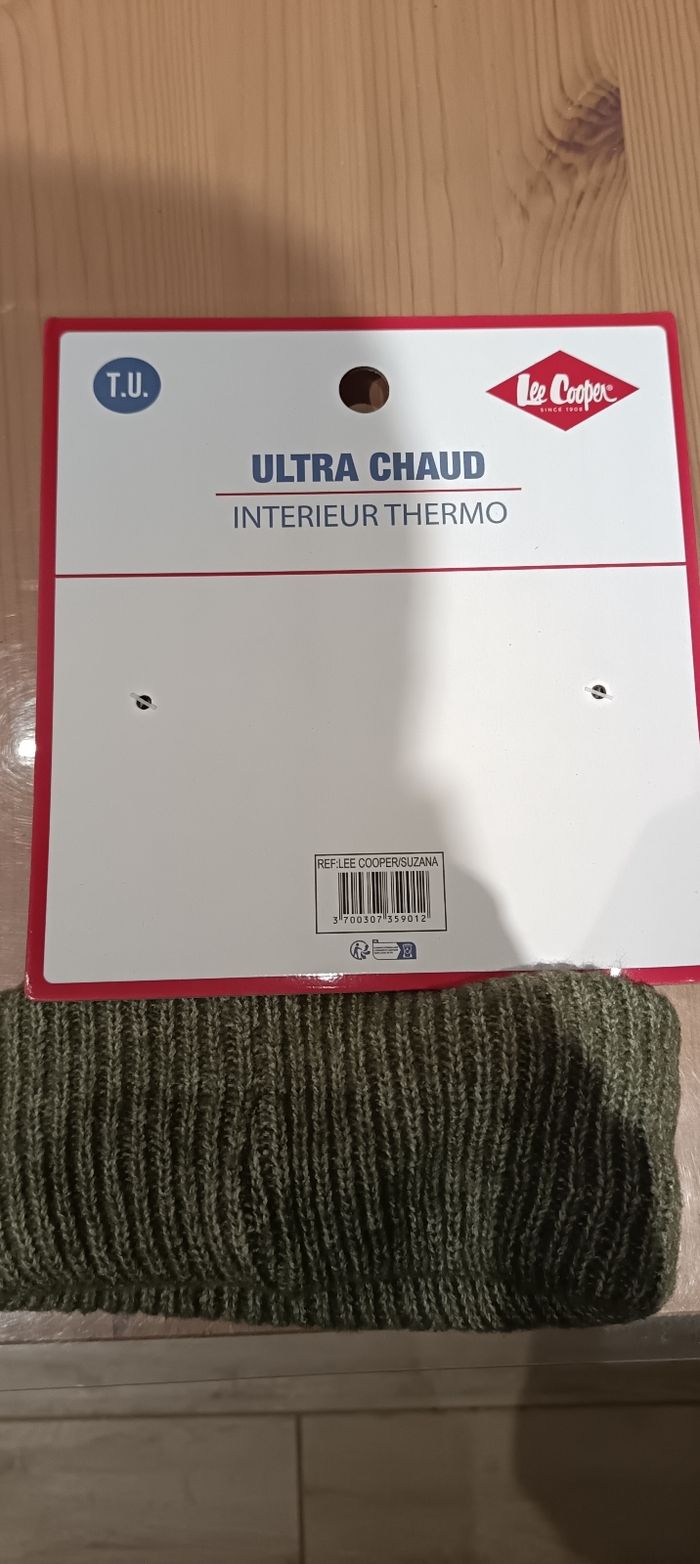 T.U.
Lee Cooper®
SINCE 1908
ULTRA CHAUD
INTERIEUR THERMO
REF:LEE COOPER/SUZANA
3 700307 359012